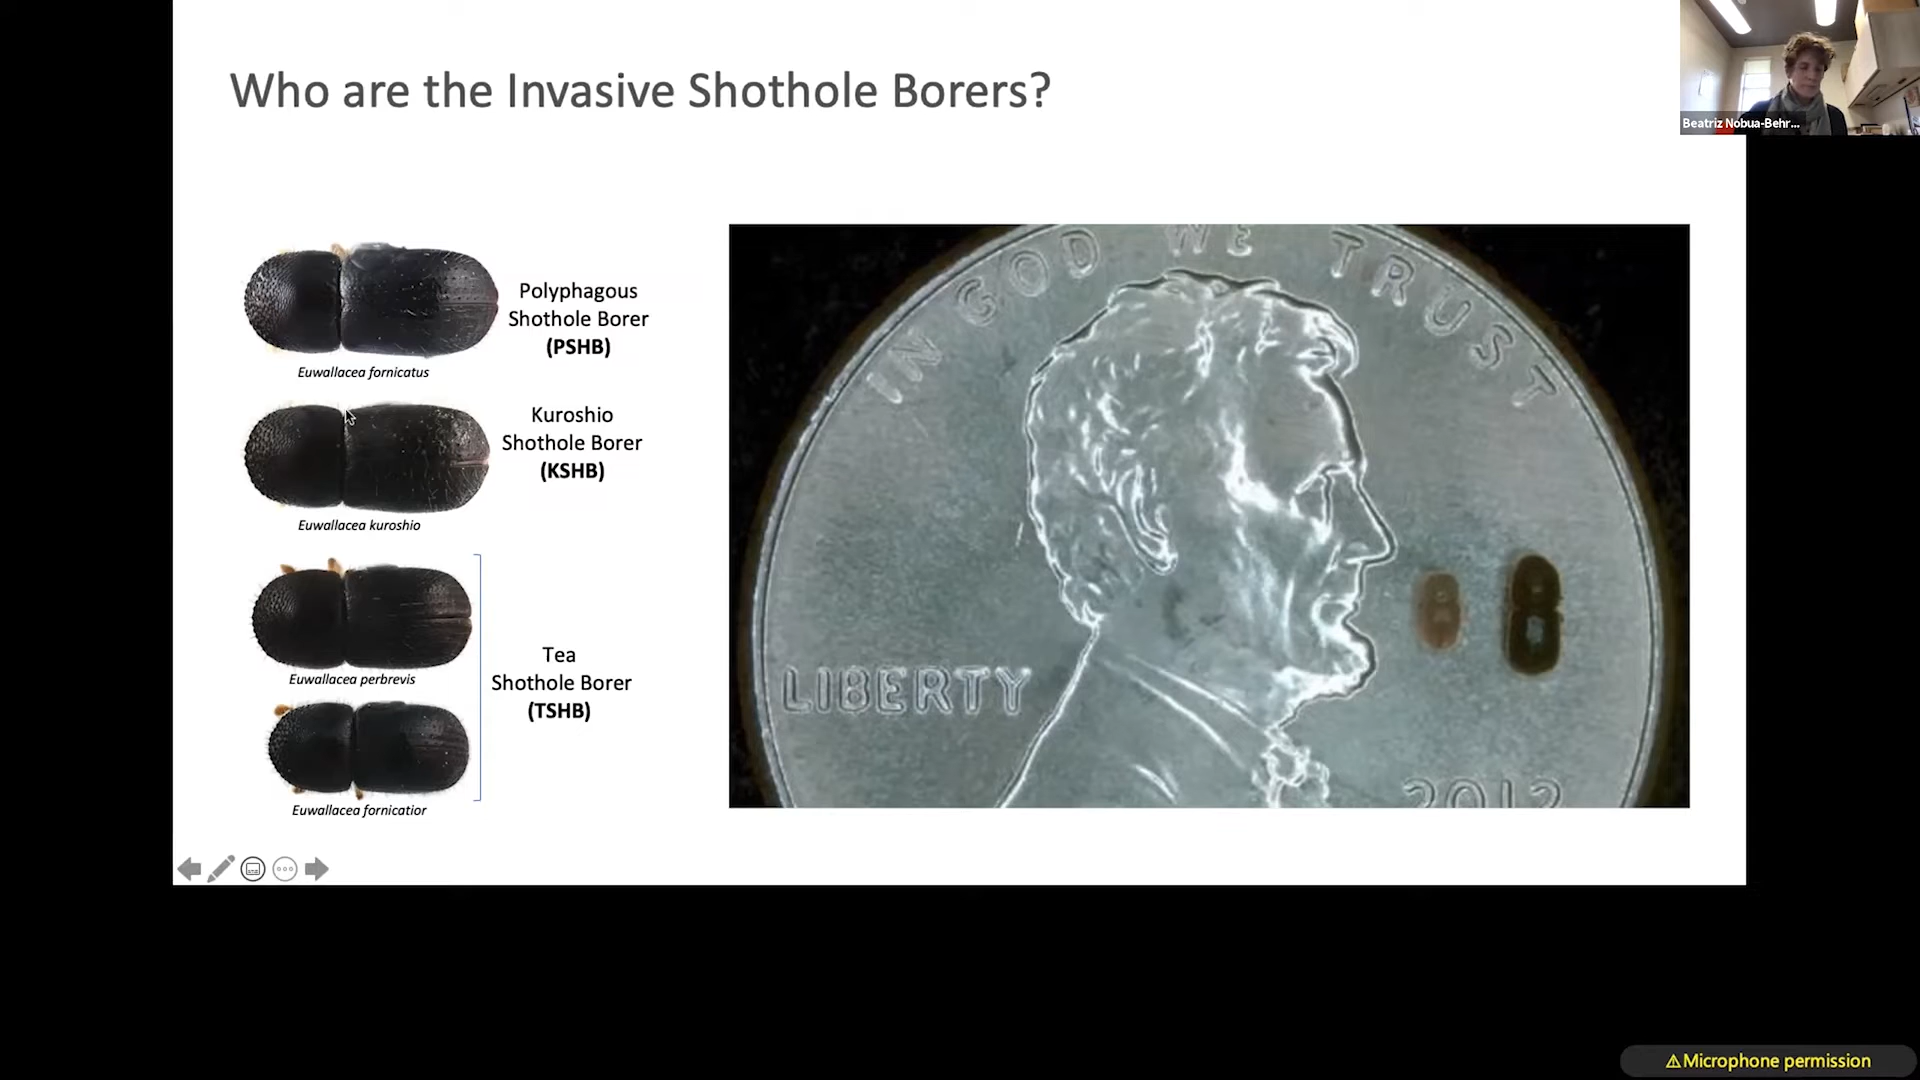 Who are the Invasive Shothole Borers?
Beatriz Nobua-Behr...
Polyphagous
Shothole Borer
(PSHB)
Euwallacea fornicatus
Kuroshio
Shothole Borer
(KSHB)
Euwallacea kuroshio
Tea
Shothole Borer
(TSHB)
Euwallacea perbrevis
Euwallacea fornicatior
IN GOD WE TRUST
LIBERTY
2012
⚠Microphone permission